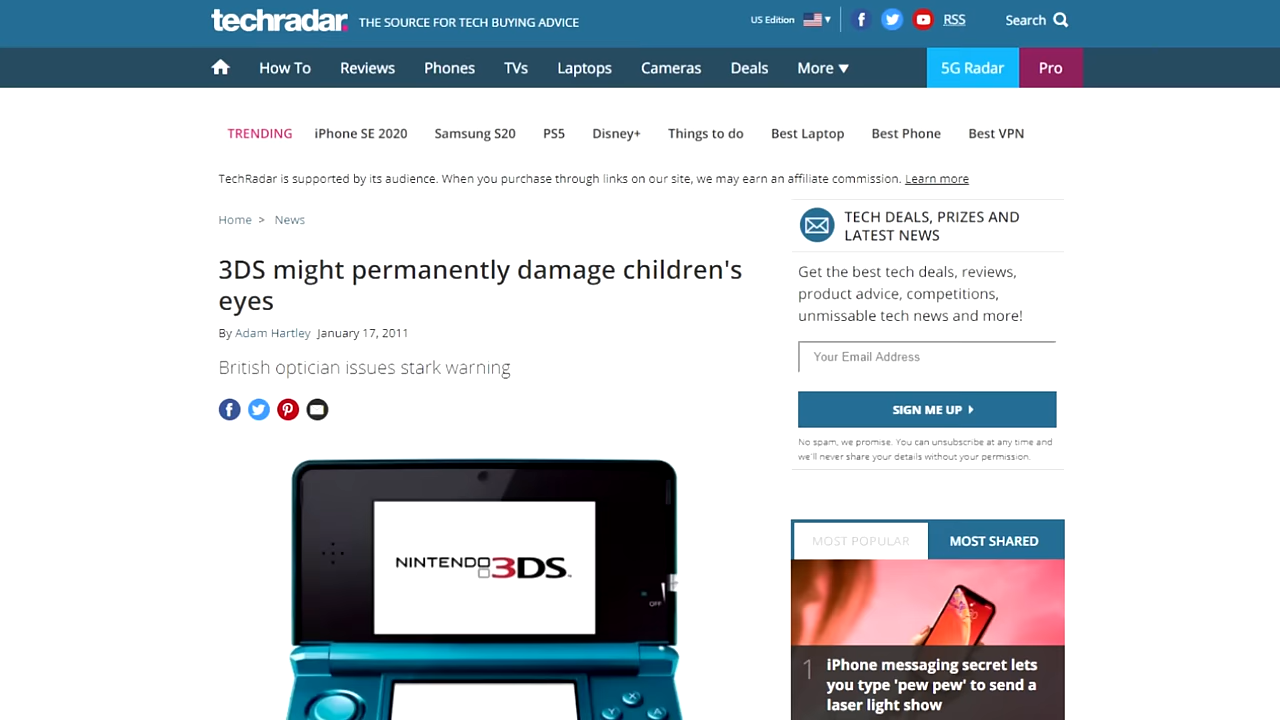 techradar. THE SOURCE FOR TECH BUYING ADVICE
US Edition ▼ RSS Search
How To Reviews Phones TVs Laptops Cameras Deals More ▼ 5G Radar Pro
TRENDING iPhone SE 2020 Samsung S20 PS5 Disney+ Things to do Best Laptop Best Phone Best VPN
TechRadar is supported by its audience. When you purchase through links on our site, we may earn an affiliate commission. Learn more
Home > News
3DS might permanently damage children's
eyes
By Adam Hartley January 17, 2011
British optician issues stark warning
NINTENDO 3DS™
OFF
X
Y
A
TECH DEALS, PRIZES AND
LATEST NEWS
Get the best tech deals, reviews,
product advice, competitions,
unmissable tech news and more!
Your Email Address
SIGN ME UP
No spam, we promise. You can unsubscribe at any time and
we'll never share your details without your permission.
MOST POPULAR MOST SHARED
1 iPhone messaging secret lets
you type 'pew pew' to send a
laser light show